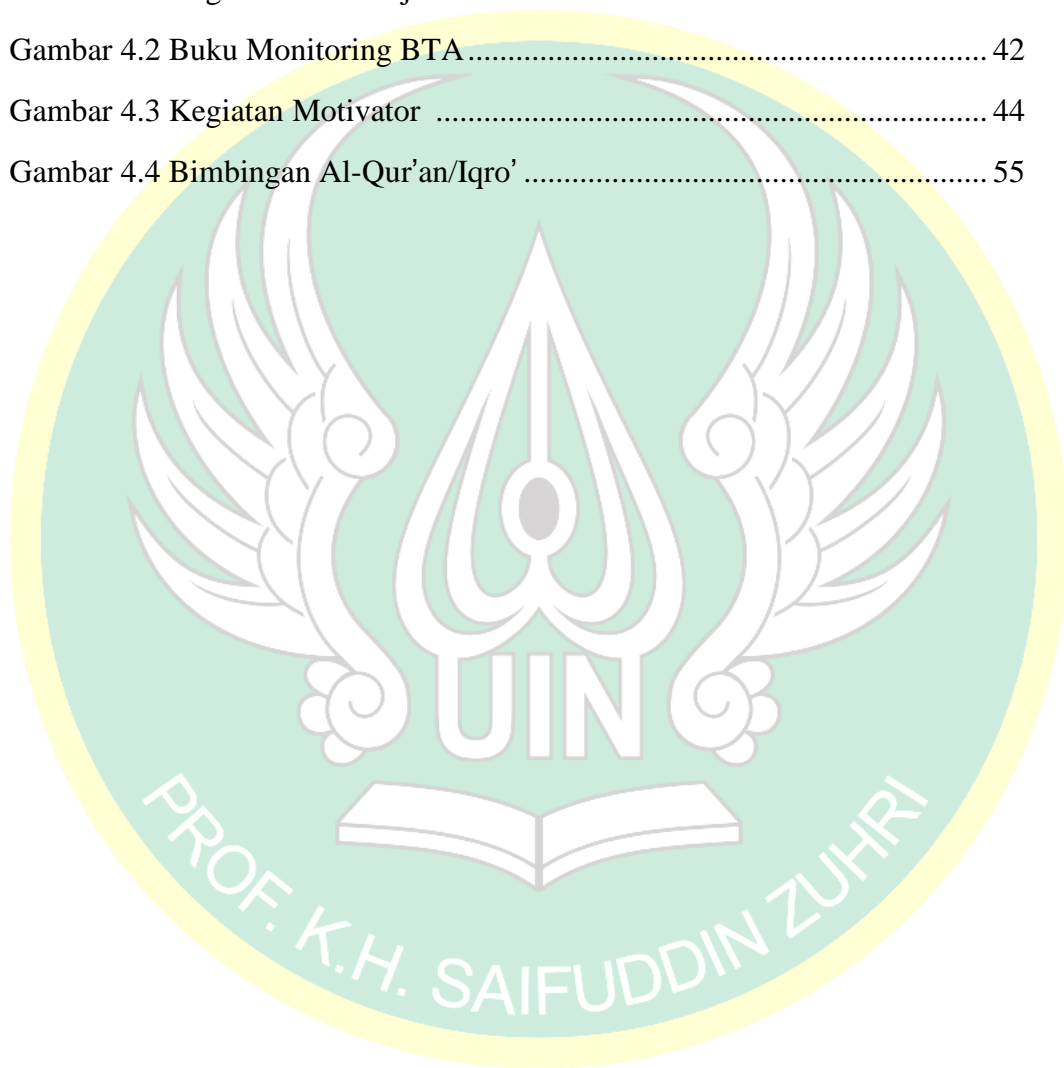 Gambar 4.2 Buku Monitoring BTA................................................................. 42
Gambar 4.3 Kegiatan Motivator ..................................................................... 44
Gambar 4.4 Bimbingan Al-Qur’an/Iqro’.......................................................... 55
UIN
PROF. K.H. SAIFUDDIN ZUHRI